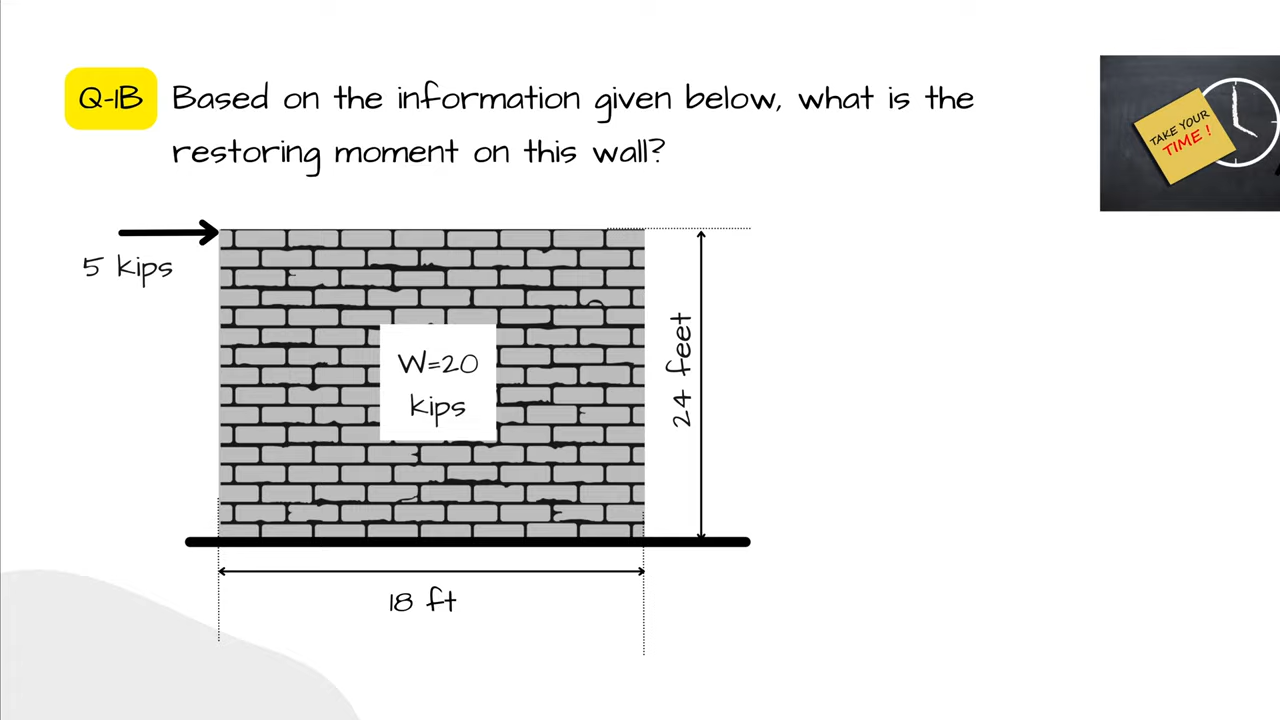 Q-1B Based on the information given below, what is the
restoring moment on this wall?
TAKE YOUR
TIME !
5 kips
W=20
kips
24 feet
18 ft